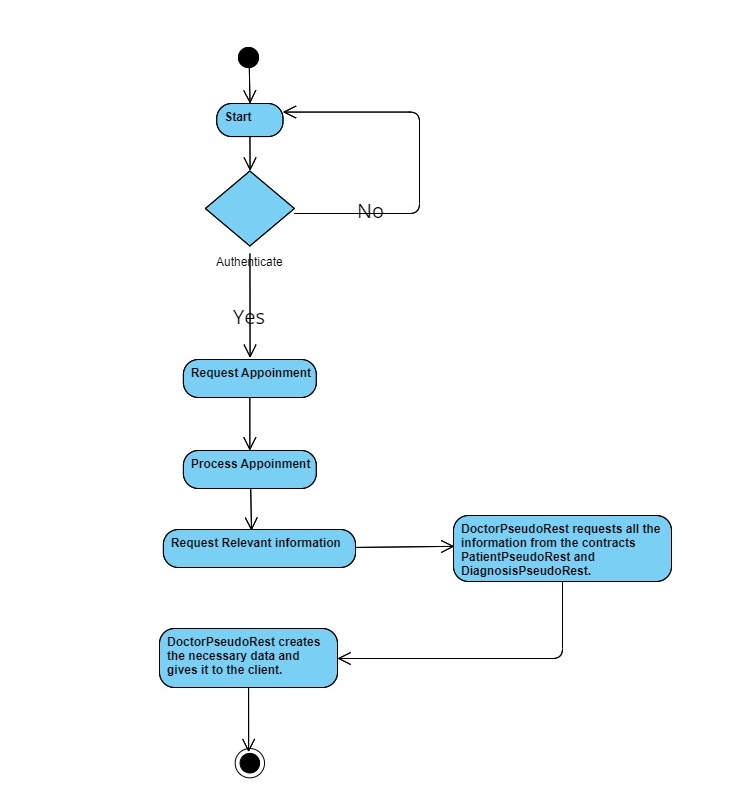 Start
No
Authenticate
Yes
Request Appoinment
Process Appoinment
Request Relevant information
DoctorPseudoRest requests all the
information from the contracts
PatientPseudoRest and
DiagnosisPseudoRest.
DoctorPseudoRest creates
the necessary data and
gives it to the client.